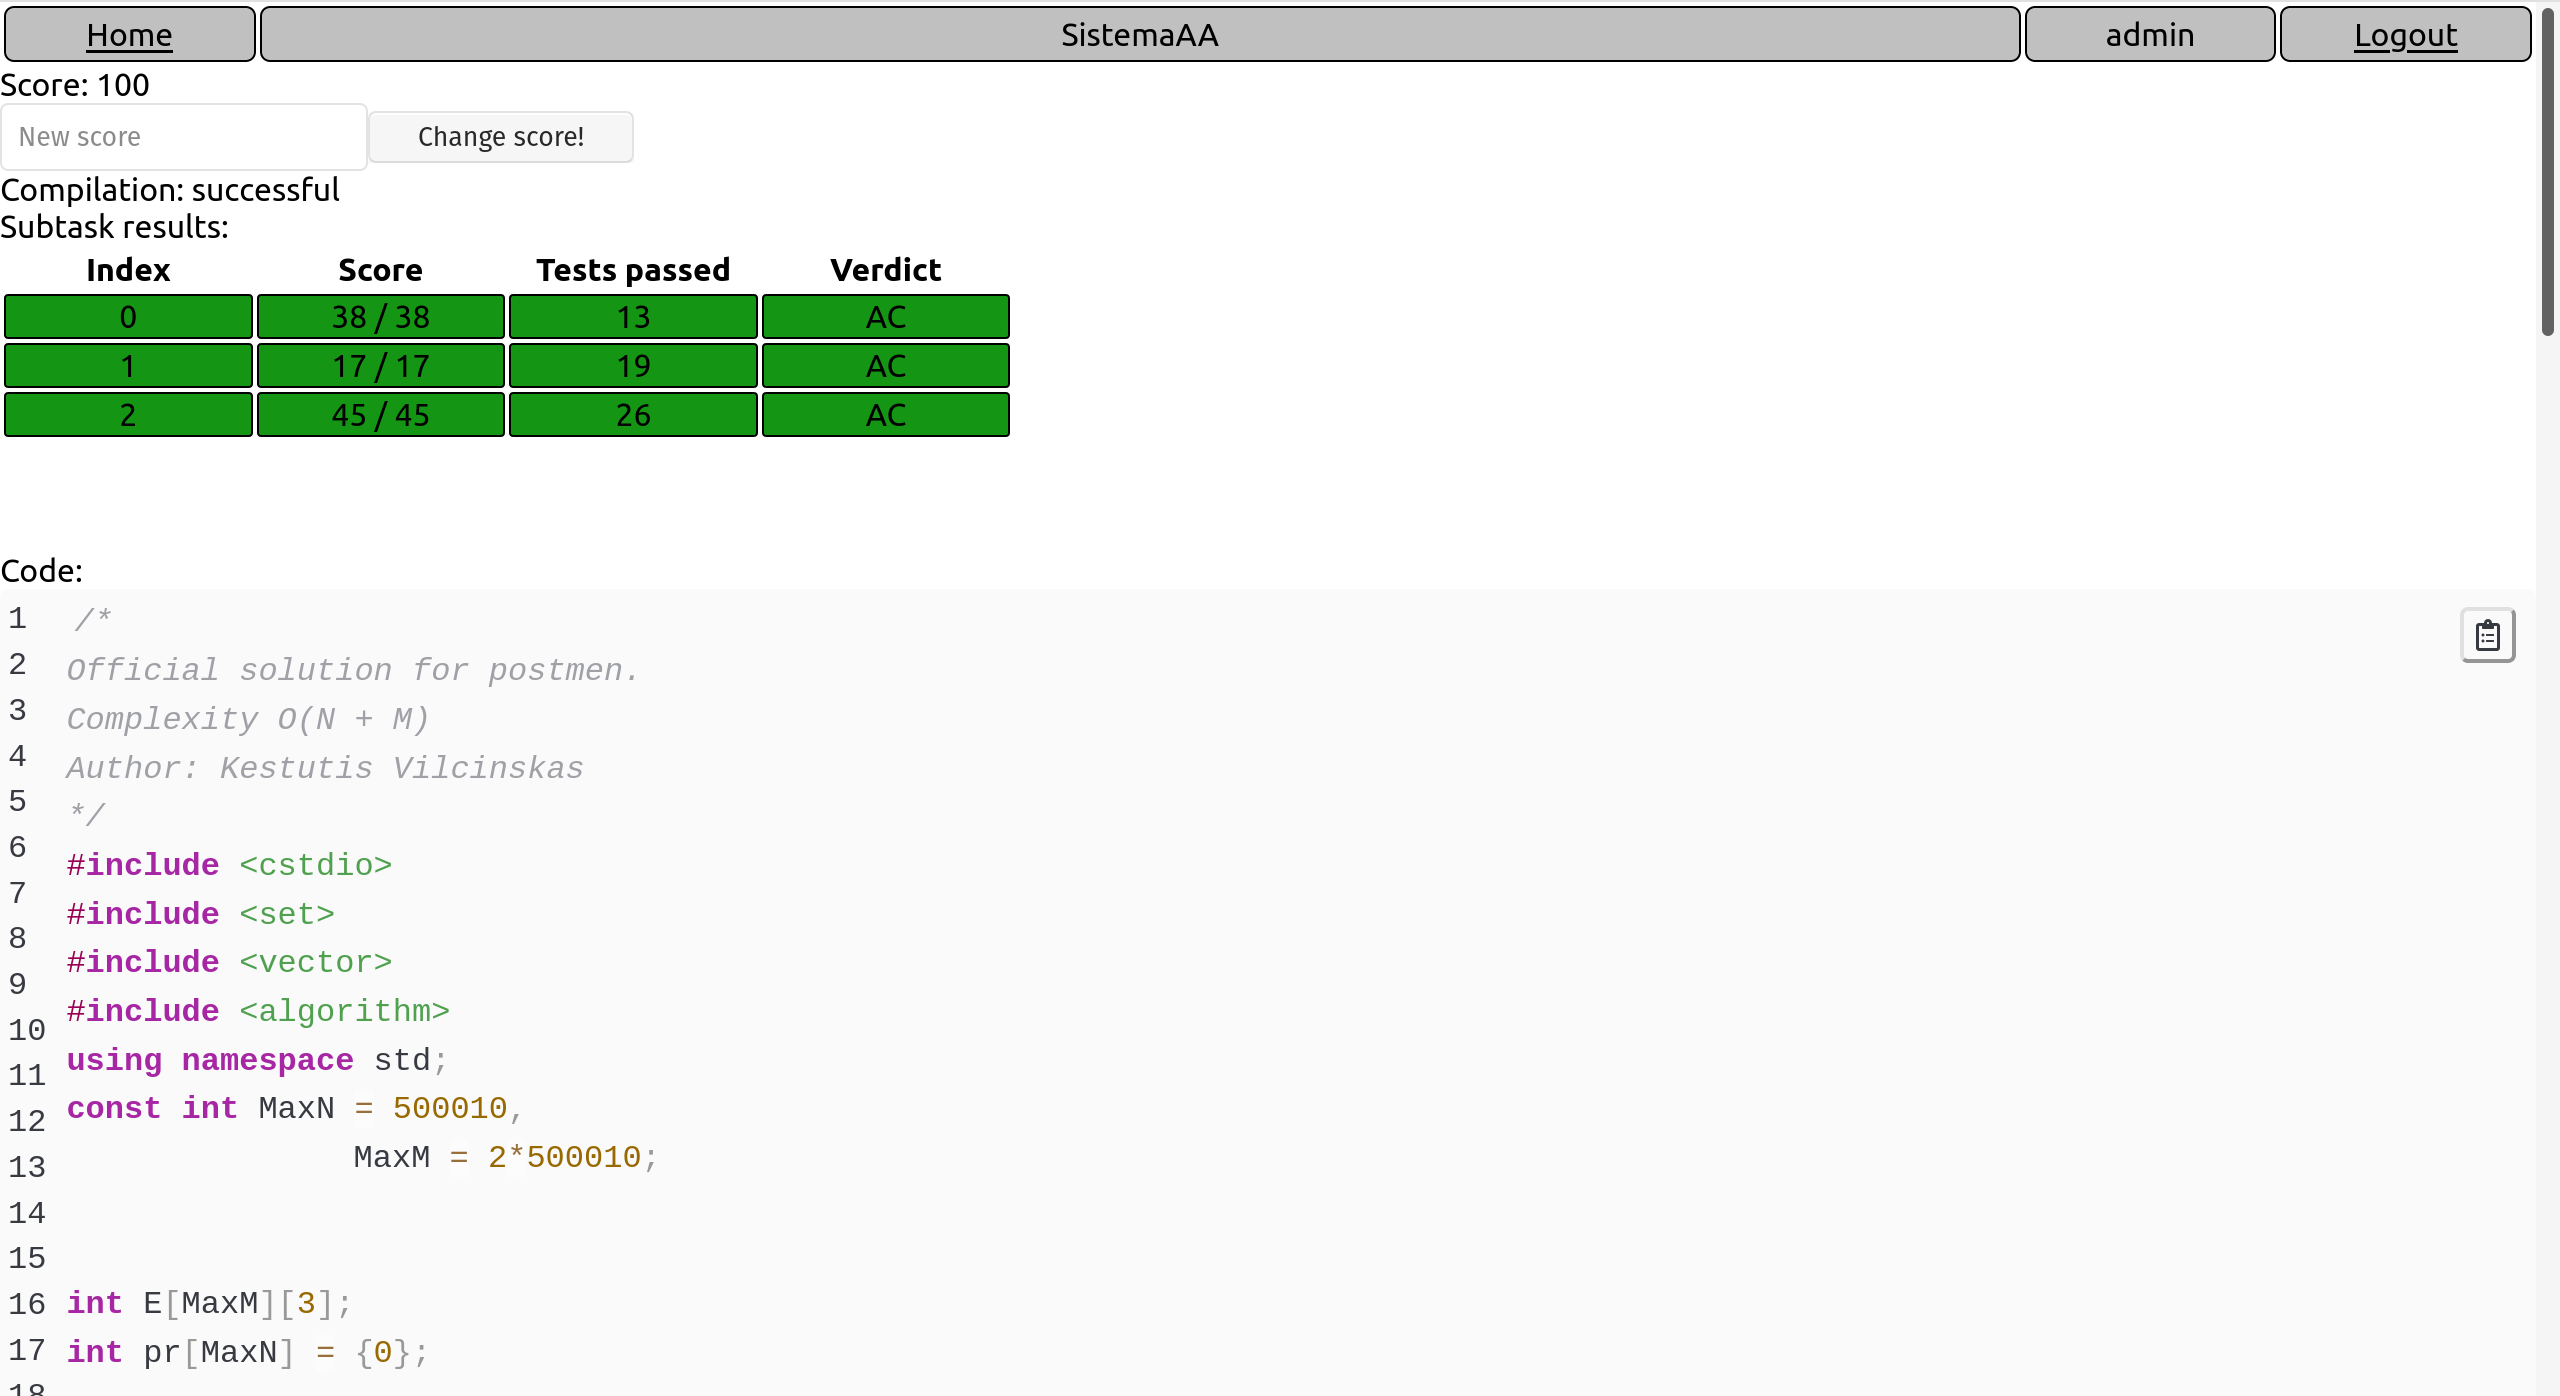 Home SistemaAA admin Logout
Score: 100
New score Change score!
Compilation: successful
Subtask results:
Index Score Tests passed Verdict
0 38 / 38 13 AC
1 17 / 17 19 AC
2 45 / 45 26 AC
Code:
1 /*
2 Official solution for postmen.
3 Complexity O(N + M)
4 Author: Kestutis Vilcinskas
5 */
6 #include <cstdio>
7 #include <set>
8 #include <vector>
9 #include <algorithm>
10 using namespace std;
11 const int MaxN = 500010,
12 MaxM = 2*500010;
13
14
15 int E[MaxM][3];
16 int pr[MaxN] = {0};
17
18